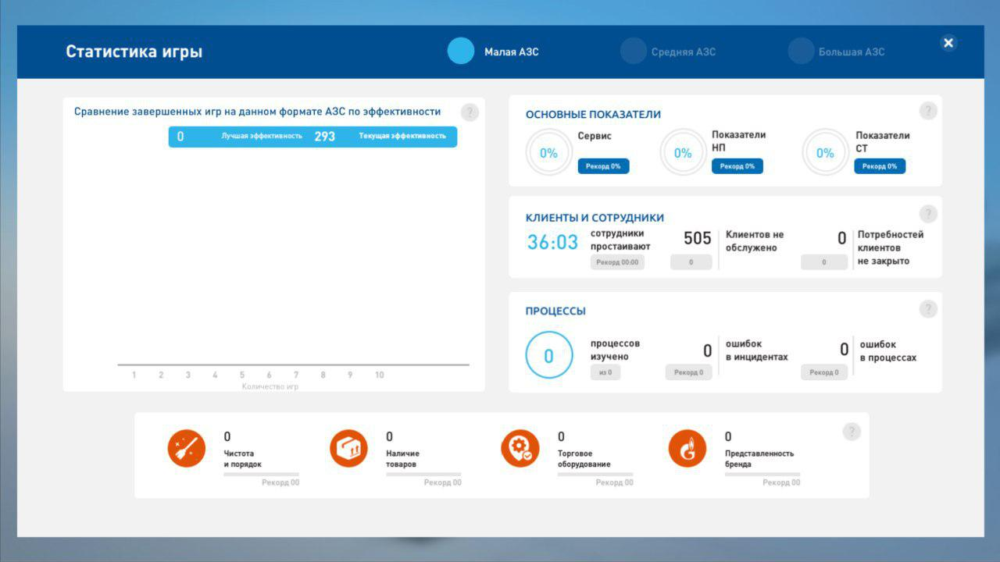 Статистика игры
Малая АЗС
Средняя АЗС
Большая АЗС
Сравнение завершенных игр на данном формате АЗС по эффективности
?
0 Лучшая эффективность 293 Текущая эффективность
1 2 3 4 5 6 7 8 9 10
Количество игр
ОСНОВНЫЕ ПОКАЗАТЕЛИ
?
0%
Сервис
Рекорд 0%
0%
Показатели
НП
Рекорд 0%
0%
Показатели
СТ
Рекорд 0%
КЛИЕНТЫ И СОТРУДНИКИ
?
36:03
сотрудники
простаивают
Рекорд 00:00
505
0
Клиентов не
обслужено
0
0
Потребностей
клиентов
не закрыто
ПРОЦЕССЫ
?
0
процессов
изучено
из 0
0
Рекорд 0
ошибок
в инцидентах
0
Рекорд 0
ошибок
в процессах
0
Чистота
и порядок
Рекорд 00
0
Наличие
товаров
Рекорд 00
0
Торговое
оборудование
Рекорд 00
0
Представленность
бренда
Рекорд 00
?